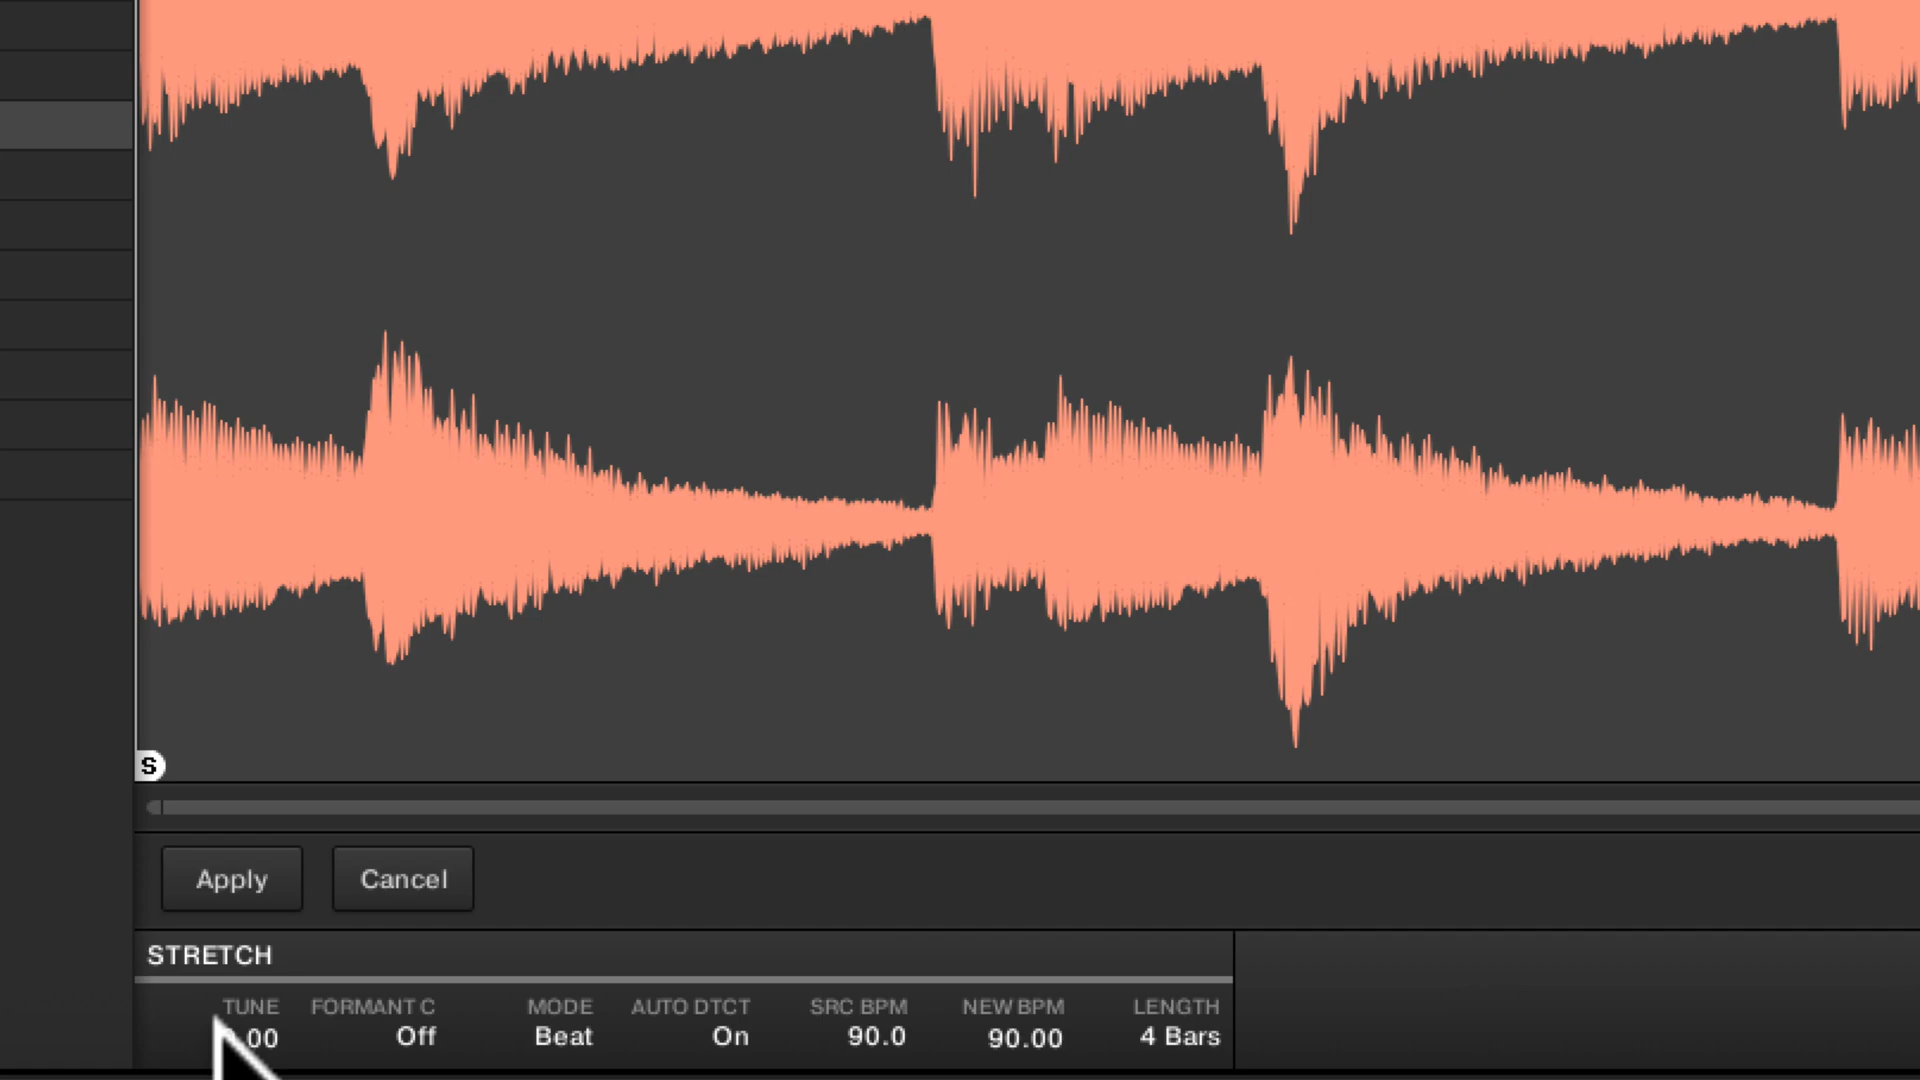 S
Apply Cancel
STRETCH
TUNE FORMANT C MODE AUTO DTCT SRC BPM NEW BPM LENGTH
.00 Off Beat On 90.0 90.00 4 Bars